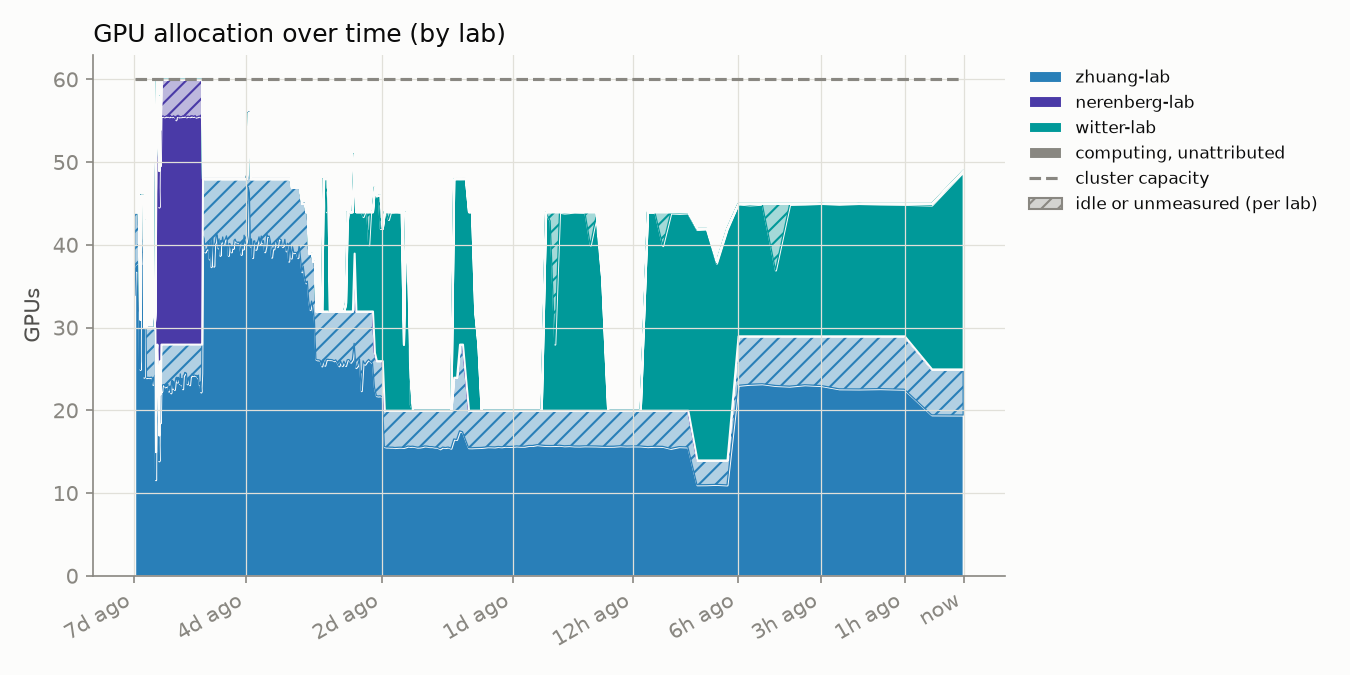 GPU allocation over time (by lab)
GPUs
60
50
40
30
20
10
0
7d ago
4d ago
2d ago
1d ago
12h ago
6h ago
3h ago
1h ago
now
zhuang-lab
nerenberg-lab
witter-lab
computing, unattributed
cluster capacity
idle or unmeasured (per lab)